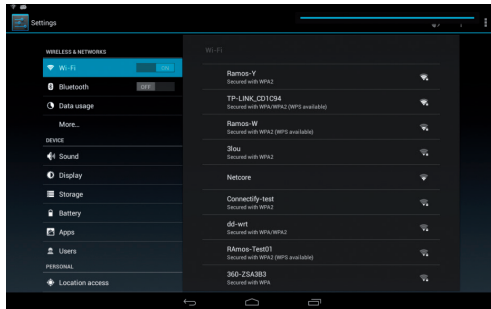 Settings
WIRELESS & NETWORKS
Wi-Fi
ON
Bluetooth
OFF
Data usage
More...
DEVICE
Sound
Display
Storage
Battery
Apps
Users
PERSONAL
Location access
Wi-Fi
Ramos-Y
Secured with WPA2
TP-LINK_CD1C94
Secured with WPA/WPA2 (WPS available)
Ramos-W
Secured with WPA2 (WPS available)
3lou
Secured with WPA2
Netcore
Connectify-test
Secured with WPA2
dd-wrt
Secured with WPA/WPA2
RAmos-Test01
Secured with WPA2 (WPS available)
360-ZSA3B3
Secured with WPA